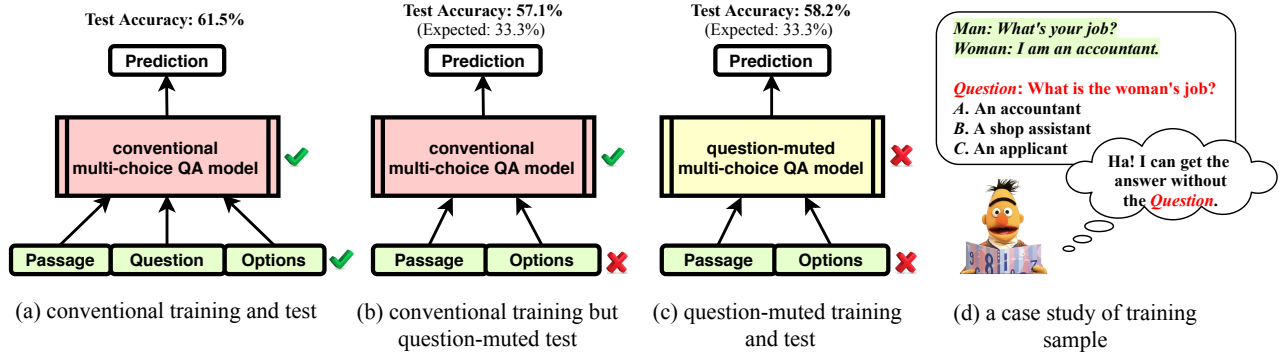 Test Accuracy: 61.5%
Prediction
conventional
multi-choice QA model
Passage
Question
Options
(a) conventional training and test
Test Accuracy: 57.1%
(Expected: 33.3%)
Prediction
conventional
multi-choice QA model
Passage
Options
(b) conventional training but
question-muted test
Test Accuracy: 58.2%
(Expected: 33.3%)
Prediction
question-muted
multi-choice QA model
Passage
Options
(c) question-muted training
and test
Man: What's your job?
Woman: I am an accountant.
Question: What is the woman's job?
A. An accountant
B. A shop assistant
C. An applicant
Ha! I can get the
answer without
the Question.
(d) a case study of training
sample